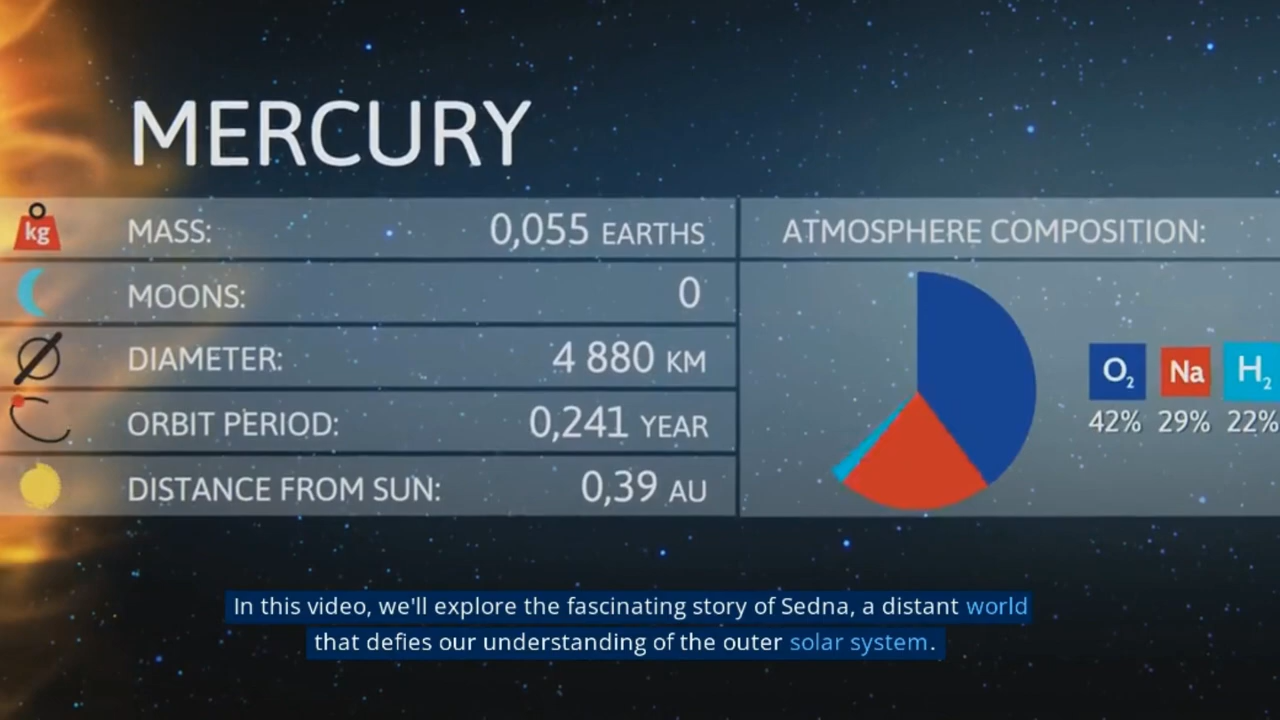 MERCURY
kg MASS: 0,055 EARTHS
MOONS: 0
DIAMETER: 4 880 KM
ORBIT PERIOD: 0,241 YEAR
DISTANCE FROM SUN: 0,39 AU
ATMOSPHERE COMPOSITION:
O₂ Na H₂
42% 29% 22%
In this video, we'll explore the fascinating story of Sedna, a distant world
that defies our understanding of the outer solar system.